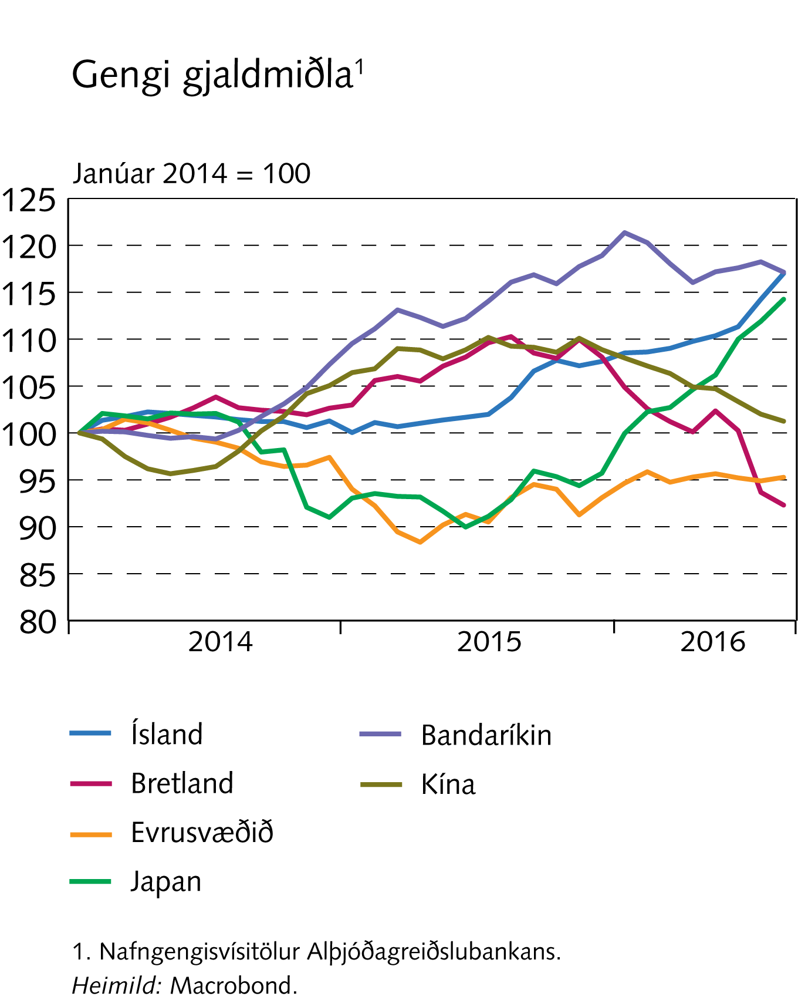 Gengi gjaldmiðla¹
Janúar 2014 = 100
125
120
115
110
105
100
95
90
85
80
2014 2015 2016
Ísland Bandaríkin
Bretland Kína
Evrusvæðið
Japan
1. Nafngengisvísitölur Alþjóðagreiðslubankans.
Heimild: Macrobond.